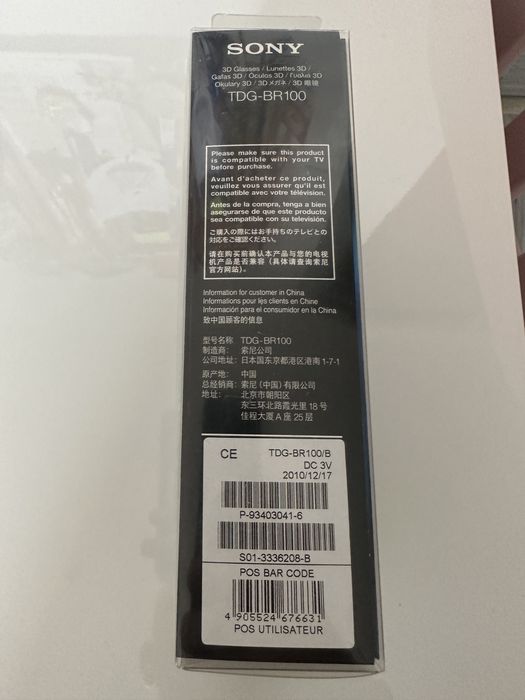 SONY
3D Glasses / Lunettes 3D /
Gafas 3D / Óculos 3D / Γυαλιά 3D
Okulary 3D / 3D メガネ / 3D 眼镜
TDG-BR100
Please make sure this product
is compatible with your TV
before purchase.
Avant d'acheter ce produit,
veuillez vous assurer qu'il est
compatible avec votre télévision.
Antes de la compra, tenga a bien
asegurarse de que este producto
sea compatible con su televisión.
ご購入の際にはお手持ちのテレビとの
対応をご確認ください。
请在购买前确认本产品与您的电视
机产品是否兼容（具体请查询索尼
官方网站）。
Information for customer in China
Informations pour les clients en Chine
Información para el consumidor en la China
致中国顾客的信息
型号名称 TDG-BR100
制造商： 索尼公司
公司地址： 日本国东京都港区港南 1-7-1
原产地： 中国
总经销商： 索尼（中国）有限公司
地址： 北京市朝阳区
东三环北路霞光里 18 号
佳程大厦 A 座 25 层
CE TDG-BR100/B
DC 3V
2010/12/17
P-93403041-6
S01-3336208-B
POS BAR CODE
4 905524 676631
POS UTILISATEUR